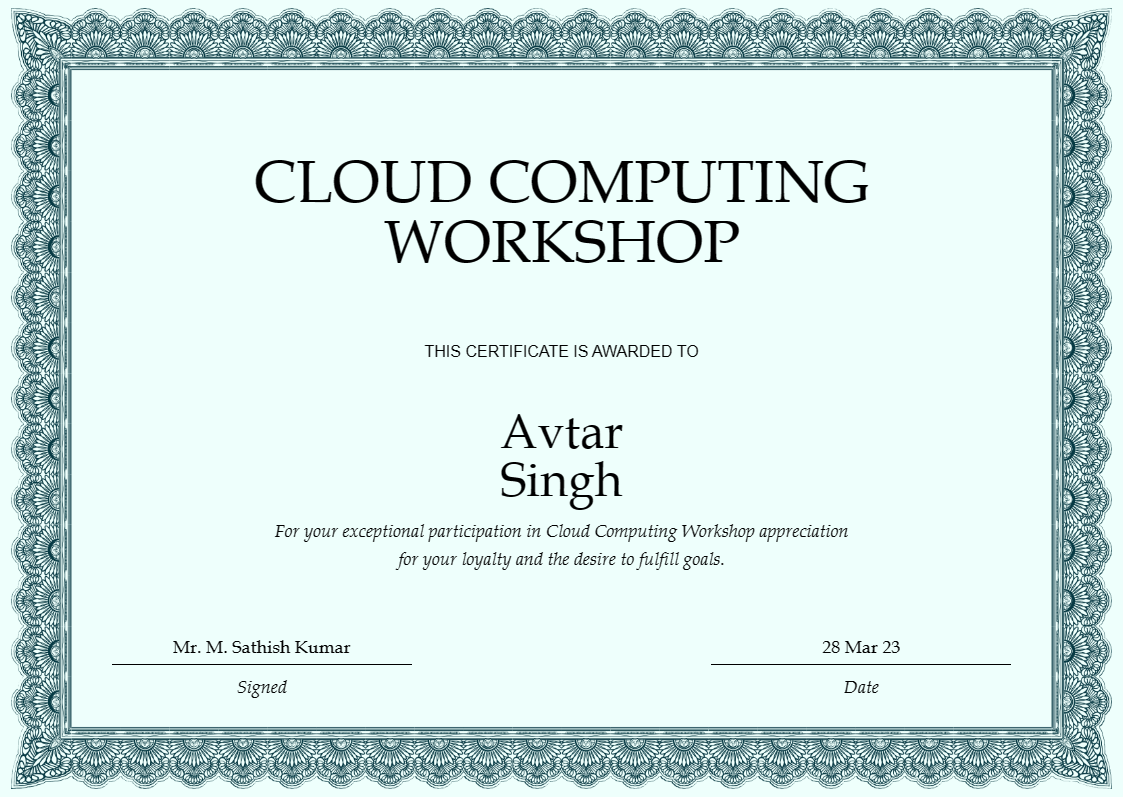 CLOUD COMPUTING
WORKSHOP
THIS CERTIFICATE IS AWARDED TO
Avtar
Singh
For your exceptional participation in Cloud Computing Workshop appreciation
for your loyalty and the desire to fulfill goals.
Mr. M. Sathish Kumar
28 Mar 23
Signed
Date